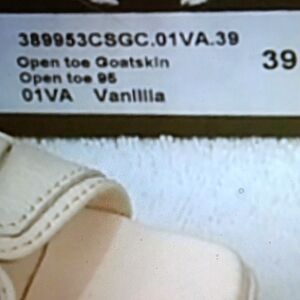 389953CSGC.01VA.39
Open toe Goatskin 39
Open toe 95
01VA Vanillia